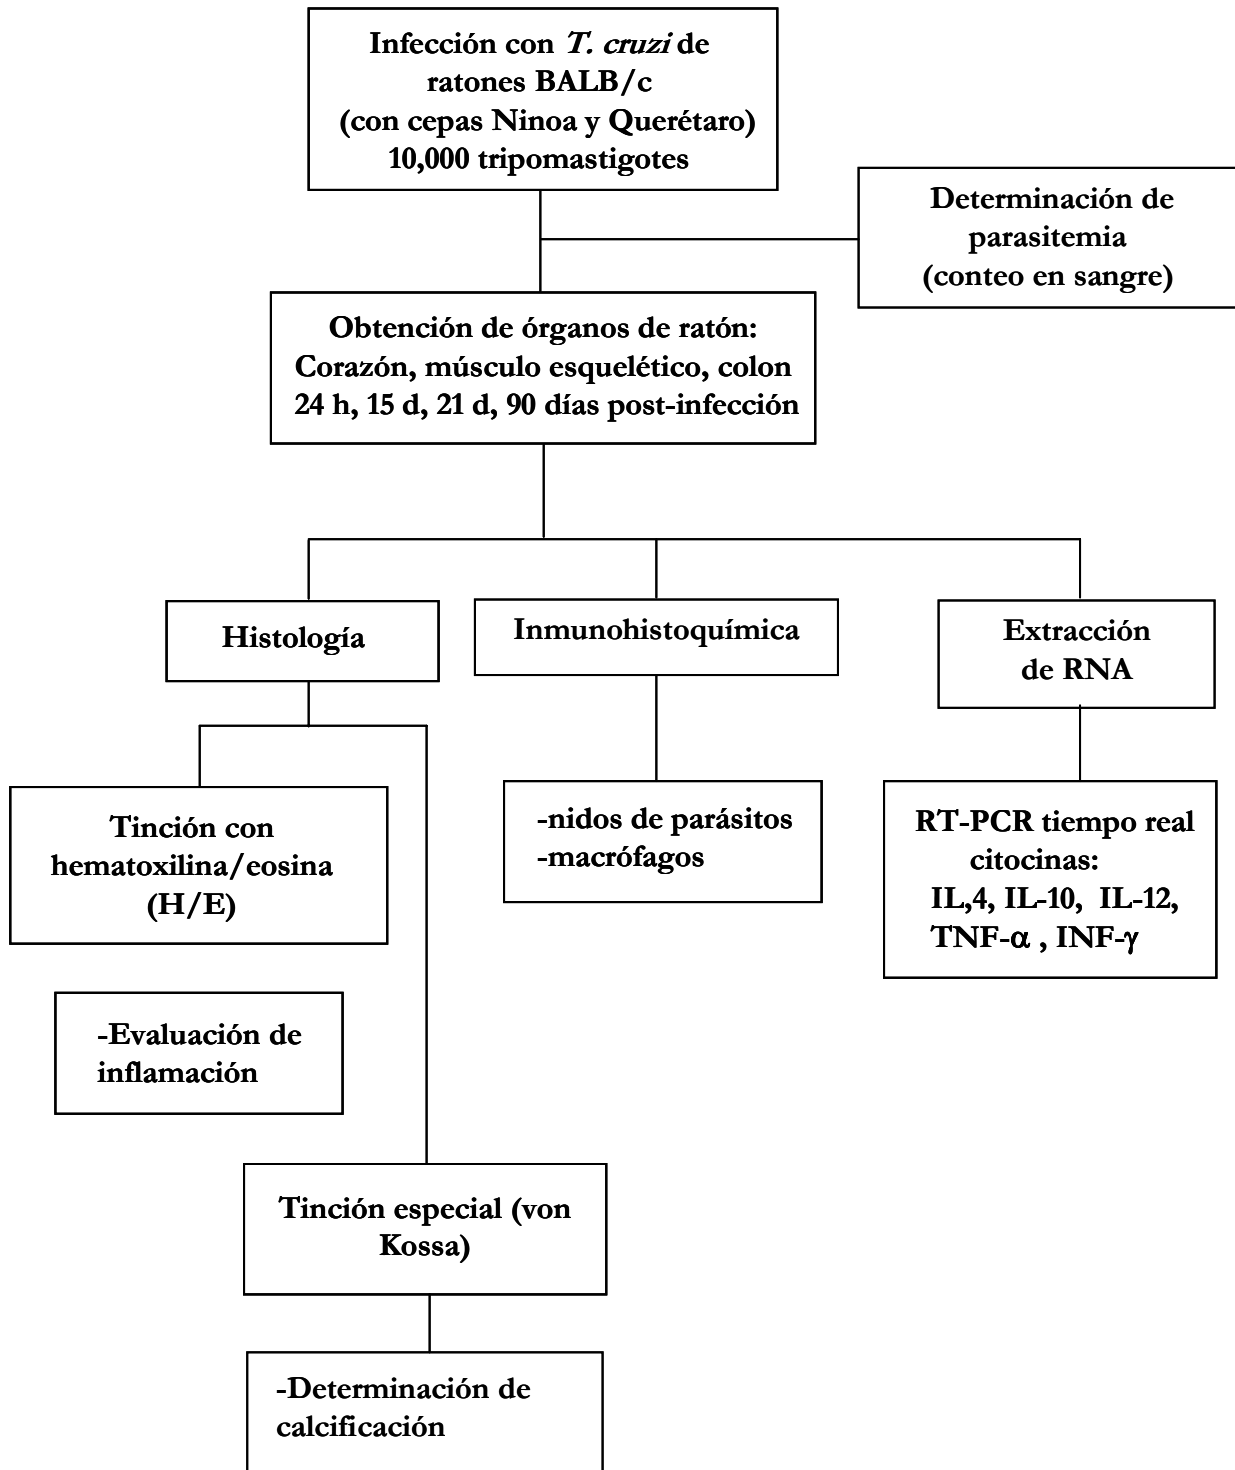 Infección con T. cruzi de
ratones BALB/c
(con cepas Ninoa y Querétaro)
10,000 tripomastigotes
Determinación de
parasitemia
(conteo en sangre)
Obtención de órganos de ratón:
Corazón, músculo esquelético, colon
24 h, 15 d, 21 d, 90 días post-infección
Histología
Inmunohistoquímica
Extracción
de RNA
Tinción con
hematoxilina/eosina
(H/E)
-nidos de parásitos
-macrófagos
RT-PCR tiempo real
citocinas:
IL,4, IL-10, IL-12,
TNF-α , INF-γ
-Evaluación de
inflamación
Tinción especial (von
Kossa)
-Determinación de
calcificación